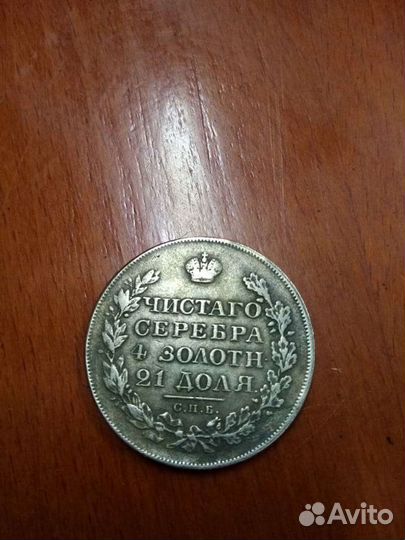 ЧИСТАГО
СЕРЕБРА
4 ЗОЛОТН
21 ДОЛЯ
С.П.Б.
Avito